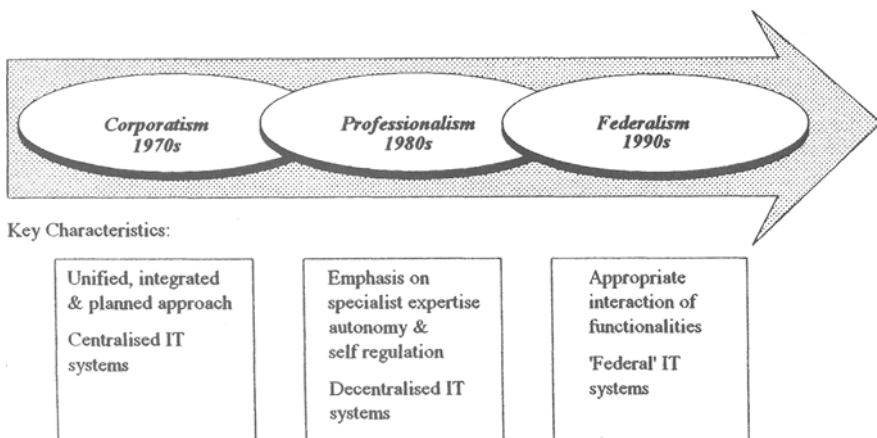 Corporatism
1970s
Professionalism
1980s
Federalism
1990s
Key Characteristics:
Unified, integrated
& planned approach
Centralised IT
systems
Emphasis on
specialist expertise
autonomy &
self regulation
Decentralised IT
systems
Appropriate
interaction of
functionalities
'Federal' IT
systems